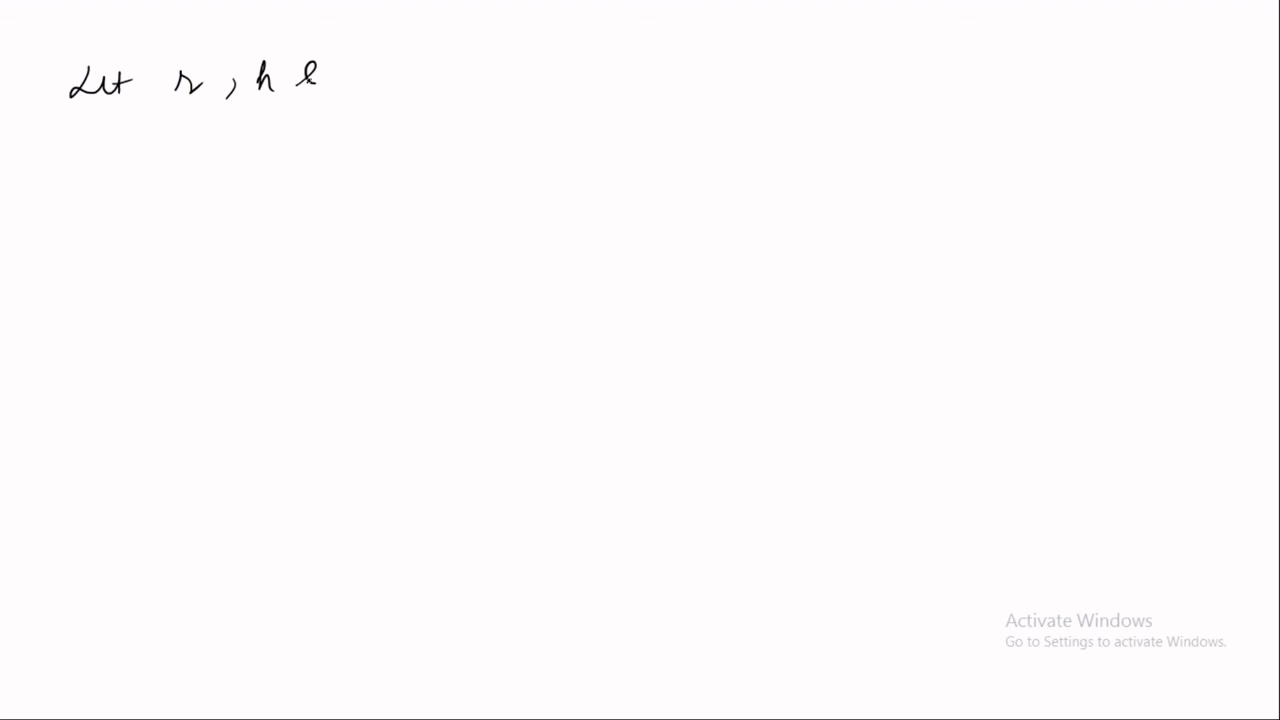 Let r, h &
Activate Windows
Go to Settings to activate Windows.